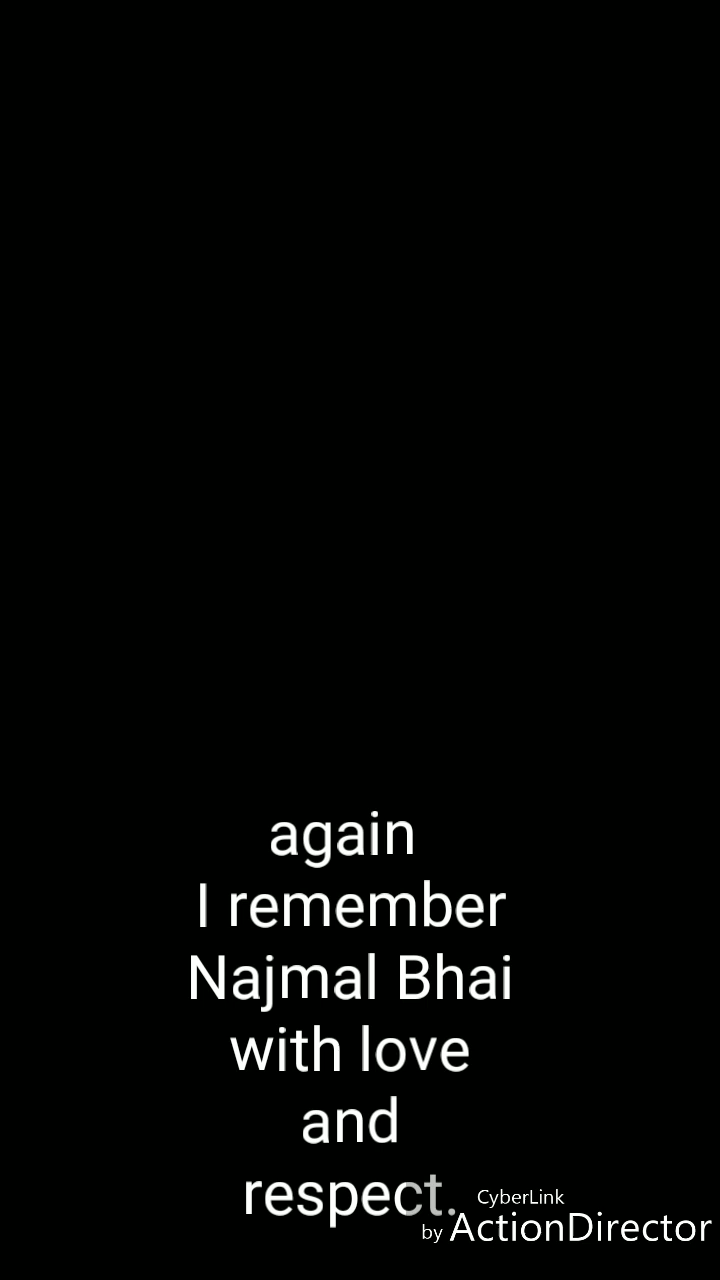 again
I remember
Najmal Bhai
with love
and
respect.
CyberLink
by ActionDirector